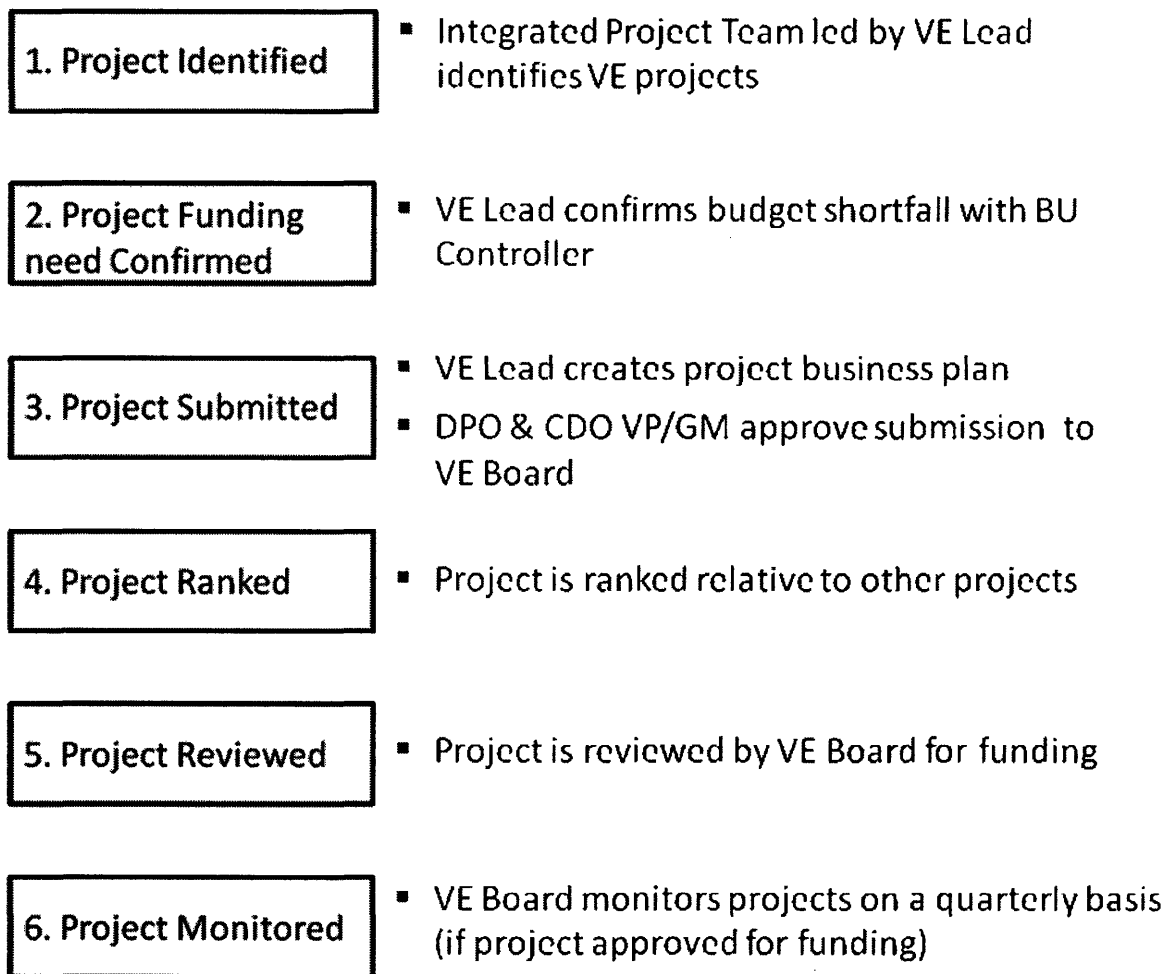 1. Project Identified
▪ Integrated Project Team led by VE Lead
identifies VE projects
2. Project Funding
need Confirmed
▪ VE Lead confirms budget shortfall with BU
Controller
3. Project Submitted
▪ VE Lead creates project business plan
▪ DPO & CDO VP/GM approve submission to
VE Board
4. Project Ranked
▪ Project is ranked relative to other projects
5. Project Reviewed
▪ Project is reviewed by VE Board for funding
6. Project Monitored
▪ VE Board monitors projects on a quarterly basis
(if project approved for funding)